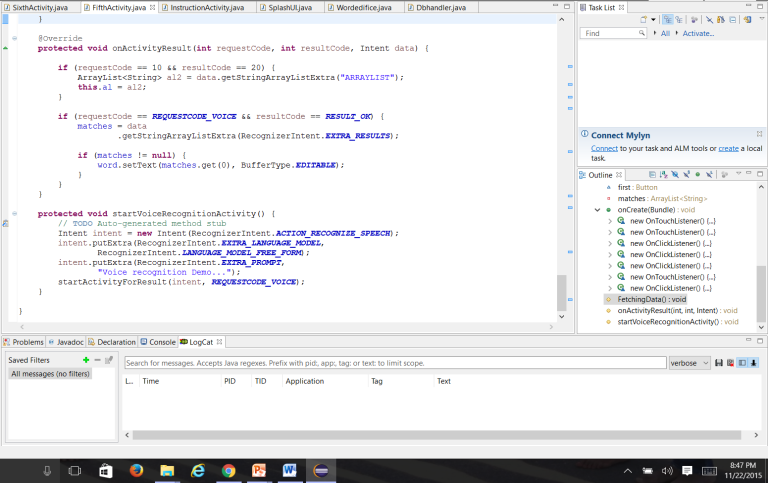 SixthActivity.java FifthActivity.java InstructionActivity.java SplashUI.java Wordedifice.java Dbhandler.java
}
@Override
protected void onActivityResult(int requestCode, int resultCode, Intent data) {
if (requestCode == 10 && resultCode == 20) {
ArrayList<String> al2 = data.getStringArrayListExtra("ARRAYLIST");
this.al = al2;
}
if (requestCode == REQUESTCODE_VOICE && resultCode == RESULT_OK) {
matches = data
.getStringArrayListExtra(RecognizerIntent.EXTRA_RESULTS);
if (matches != null) {
word.setText(matches.get(0), BufferType.EDITABLE);
}
}
}
protected void startVoiceRecognitionActivity() {
// TODO Auto-generated method stub
Intent intent = new Intent(RecognizerIntent.ACTION_RECOGNIZE_SPEECH);
intent.putExtra(RecognizerIntent.EXTRA_LANGUAGE_MODEL,
RecognizerIntent.LANGUAGE_MODEL_FREE_FORM);
intent.putExtra(RecognizerIntent.EXTRA_PROMPT,
"Voice recognition Demo...");
startActivityForResult(intent, REQUESTCODE_VOICE);
}
}
Task List
Find All Activate...
Connect Mylyn
Connect to your task and ALM tools or create a local
task.
Outline
first : Button
matches : ArrayList<String>
onCreate(Bundle) : void
new OnTouchListener() {...}
new OnClickListener() {...}
new OnClickListener() {...}
new OnClickListener() {...}
new OnClickListener() {...}
new OnTouchListener() {...}
new OnClickListener() {...}
FetchingData() : void
onActivityResult(int, int, Intent) : void
startVoiceRecognitionActivity() : void
Problems Javadoc Declaration Console LogCat
Saved Filters
All messages (no filters)
Search for messages. Accepts Java regexes. Prefix with pid:, app:, tag: or text: to limit scope.
verbose
L... Time PID TID Application Tag Text
8:47 PM
11/22/2015